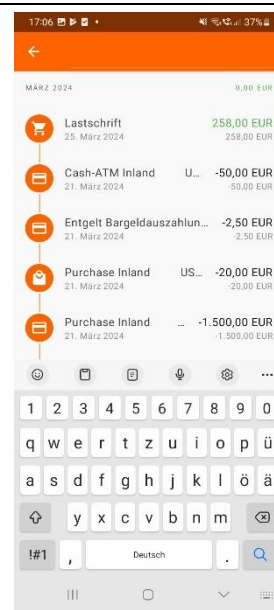 17:06 37%
MÄRZ 2024 0,00 EUR
Lastschrift 258,00 EUR
25. März 2024 258,00 EUR
Cash-ATM Inland U... -50,00 EUR
21. März 2024 -50,00 EUR
Entgelt Bargeldauszahlun... -2,50 EUR
21. März 2024 -2,50 EUR
Purchase Inland US... -20,00 EUR
21. März 2024 -20,00 EUR
Purchase Inland ... -1.500,00 EUR
21. März 2024 -1.500,00 EUR
1 2 3 4 5 6 7 8 9 0
q w e r t z u i o p ü
a s d f g h j k l ö ä
y x c v b n m
!#1 , Deutsch .